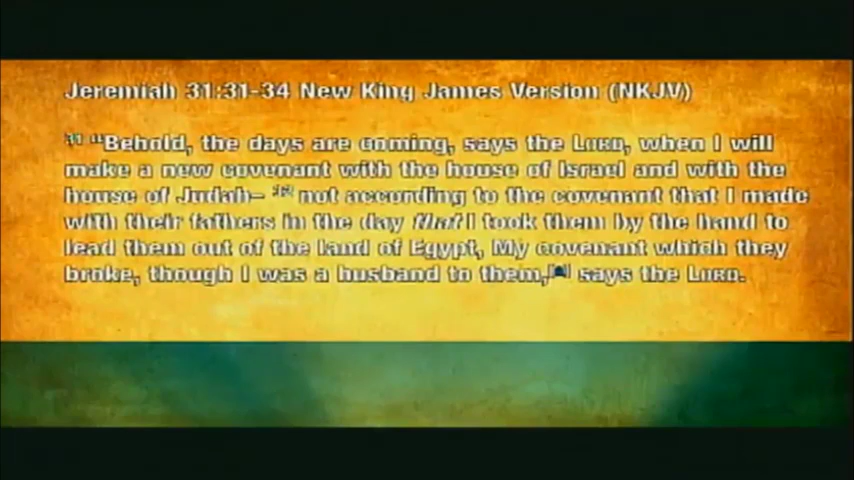 Jeremiah 31:31-34 New King James Version (NKJV)
31 "Behold, the days are coming, says the LORD, when I will
make a new covenant with the house of Israel and with the
house of Judah— 32 not according to the covenant that I made
with their fathers in the day that I took them by the hand to
lead them out of the land of Egypt, My covenant which they
broke, though I was a husband to them,[a] says the LORD.